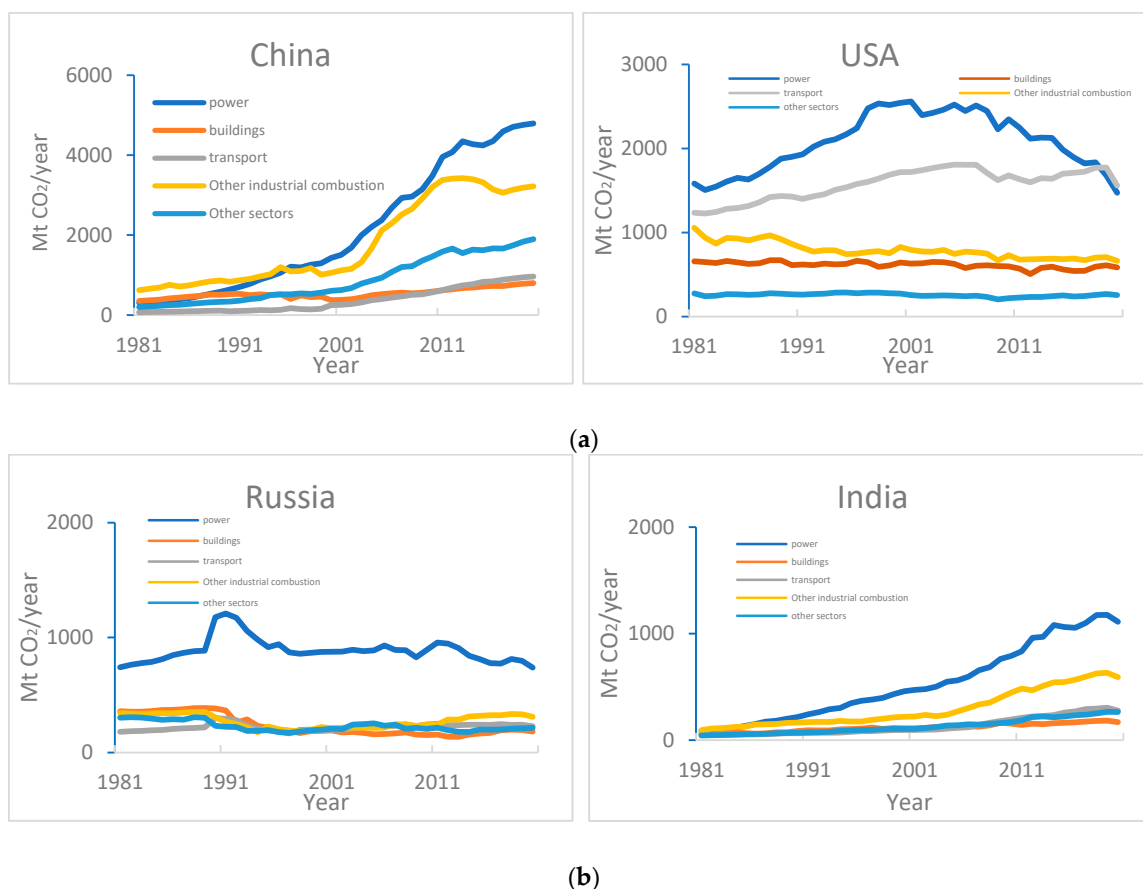 China
Mt CO2/year
6000
4000
2000
0
power
buildings
transport
Other industrial combustion
Other sectors
1981 1991 2001 2011
Year
USA
Mt CO2/year
3000
2000
1000
0
power buildings
transport Other industrial combustion
other sectors
1981 1991 2001 2011
Year
(a)
Russia
Mt CO2/year
2000
1000
0
power
buildings
transport
Other industrial combustion
other sectors
1981 1991 2001 2011
Year
India
Mt CO2/year
2000
1000
0
power
buildings
transport
Other industrial combustion
other sectors
1981 1991 2001 2011
Year
(b)